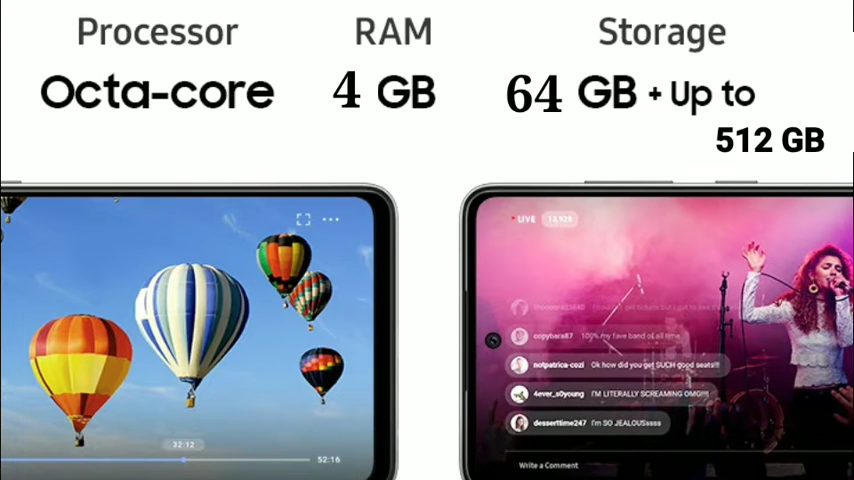 Processor
RAM
Storage
Octa-core
4 GB
64 GB + Up to
512 GB
LIVE 13,928
copybara87 100% my fave band of all time
notpatrica-cozi Ok how did you get SUCH good seats!!!
4ever_s0young I'M LITERALLY SCREAMING OMG!!!!
desserttime247 I'm SO JEALOUSssss
Write a Comment
32:12
52:16